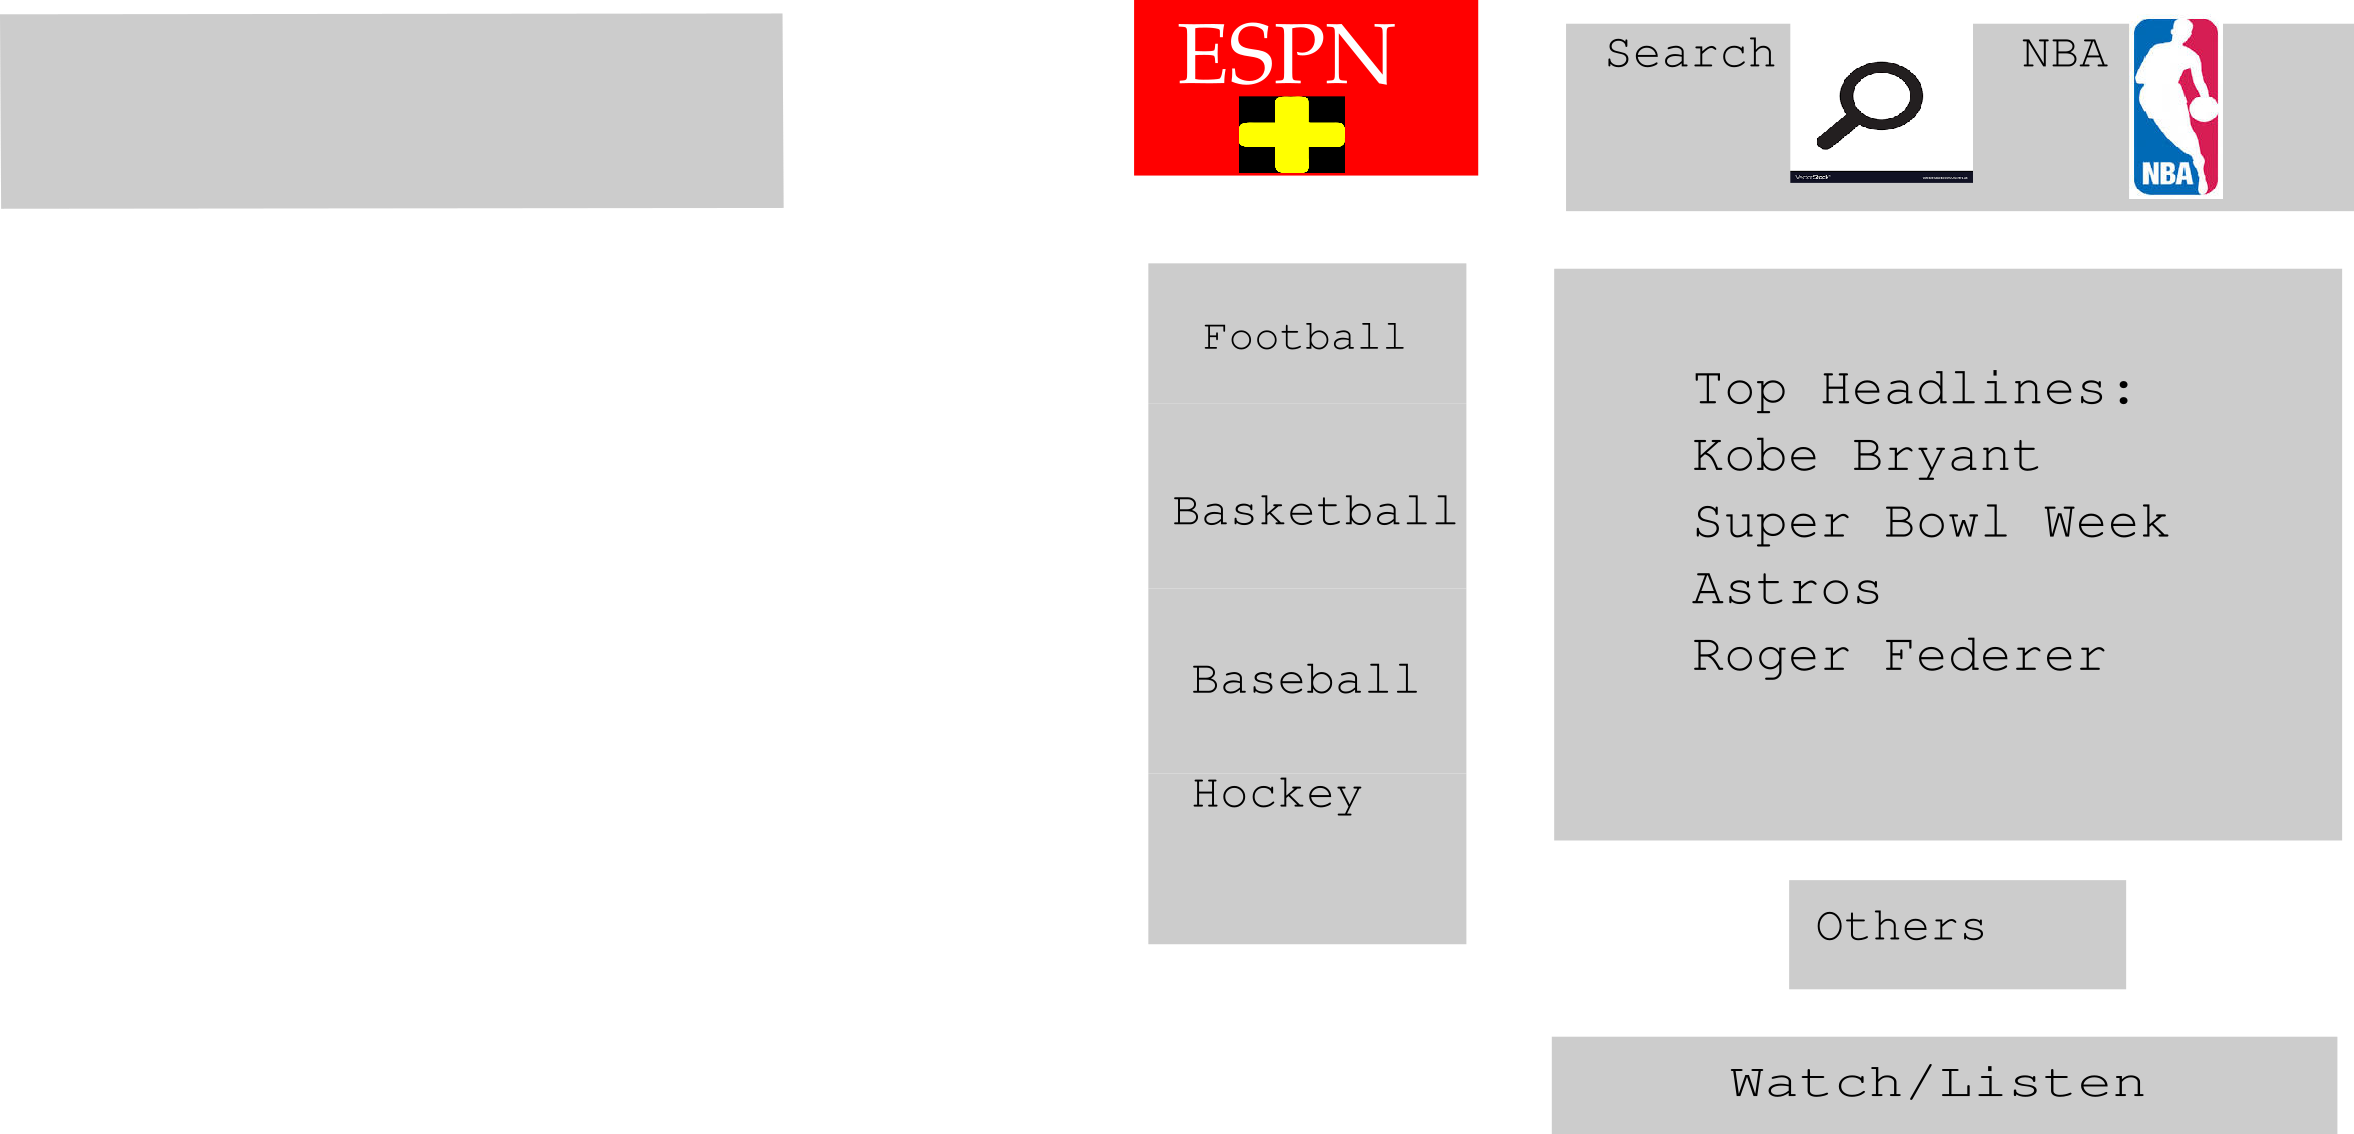 ESPN
Search
NBA
NBA
VectorStock
Football
Basketball
Baseball
Hockey
Top Headlines:
Kobe Bryant
Super Bowl Week
Astros
Roger Federer
Others
Watch/Listen